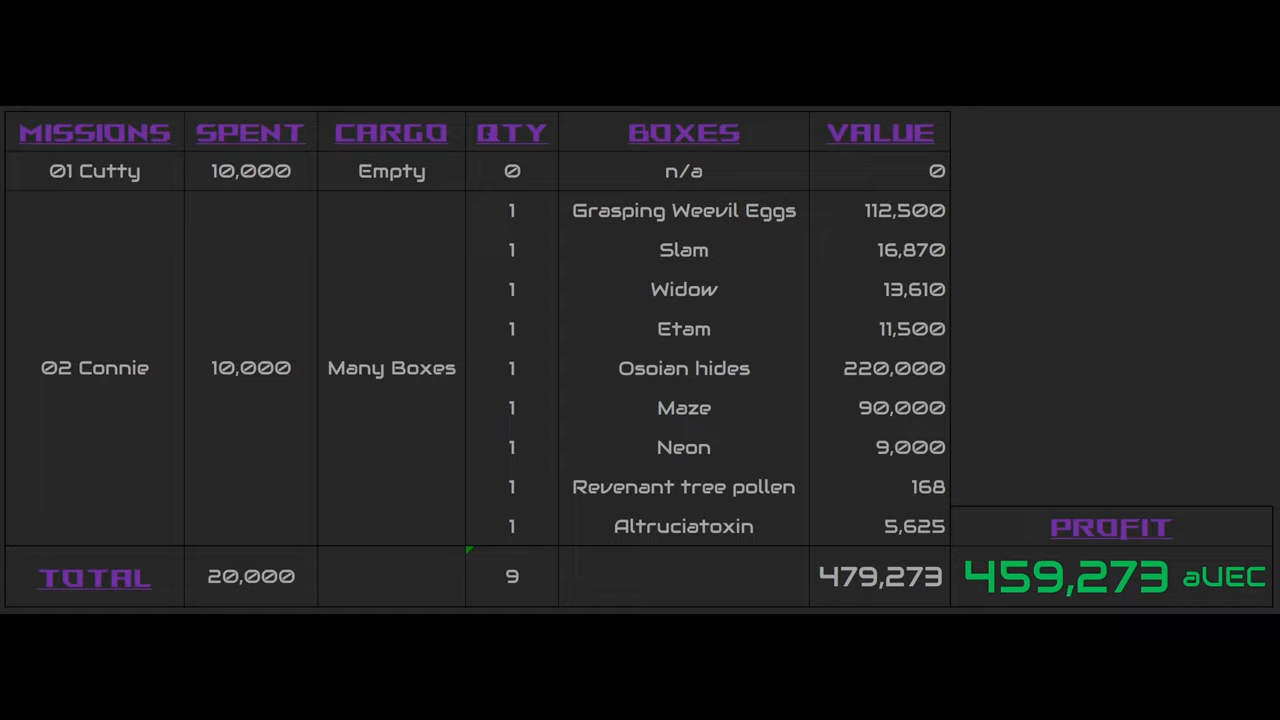 MISSIONS SPENT CARGO QTY BOXES VALUE
01 Cutty 10,000 Empty 0 n/a 0
1 Grasping Weevil Eggs 112,500
1 Slam 16,870
1 Widow 13,610
1 Etam 11,500
02 Connie 10,000 Many Boxes 1 Osoian hides 220,000
1 Maze 90,000
1 Neon 9,000
1 Revenant tree pollen 168
1 Altruciatoxin 5,625
PROFIT
TOTAL 20,000 9 479,273 459,273 aUEC